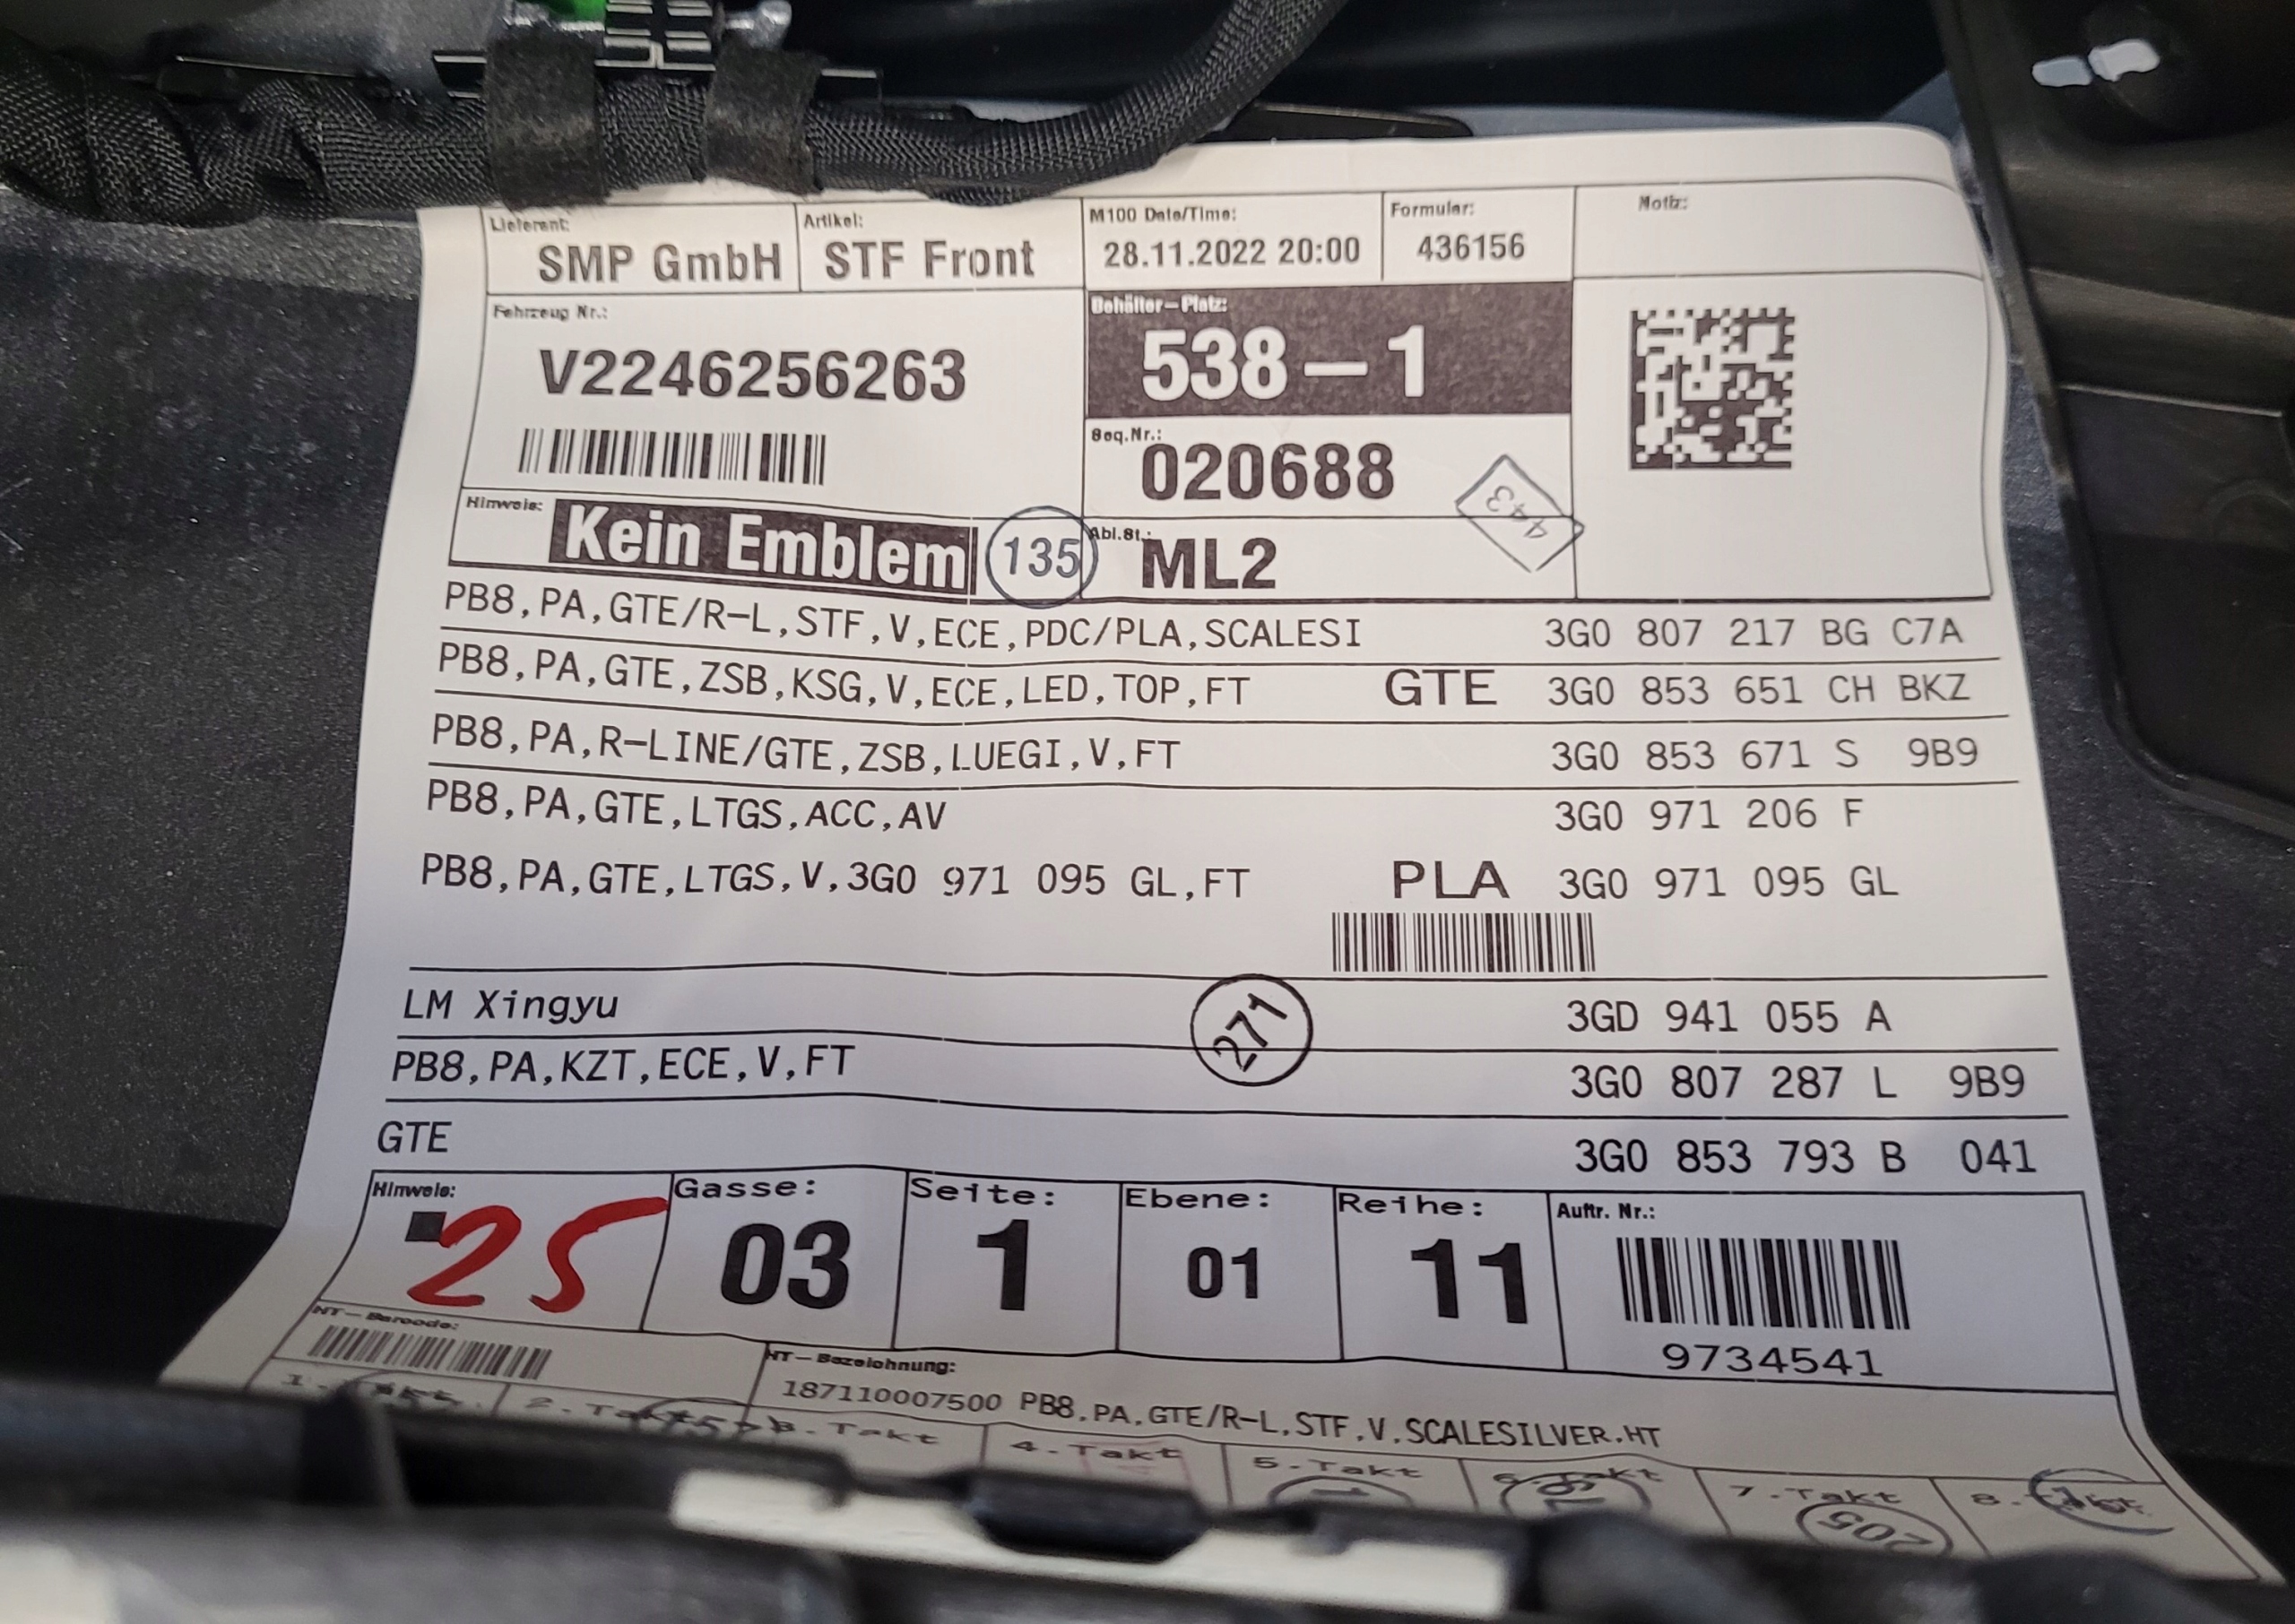 Lieferant: Artikel: M100 Date/Time: Formular: Notiz:
SMP GmbH STF Front 28.11.2022 20:00 436156
Fahrzeug Nr.: Behälter-Platz:
V2246256263 538-1
Seq.Nr.:
020688
443
Hinweis: Kein Emblem 135 Abl.St.: ML2
PB8,PA,GTE/R-L,STF,V,ECE,PDC/PLA,SCALESI 3G0 807 217 BG C7A
PB8,PA,GTE,ZSB,KSG,V,ECE,LED,TOP,FT GTE 3G0 853 651 CH BKZ
PB8,PA,R-LINE/GTE,ZSB,LUEGI,V,FT 3G0 853 671 S 9B9
PB8,PA,GTE,LTGS,ACC,AV 3G0 971 206 F
PB8,PA,GTE,LTGS,V,3G0 971 095 GL,FT PLA 3G0 971 095 GL
LM Xingyu 271 3GD 941 055 A
PB8,PA,KZT,ECE,V,FT 3G0 807 287 L 9B9
GTE 3G0 853 793 B 041
Hinweis: Gasse: Seite: Ebene: Reihe: Auftr. Nr.:
25 03 1 01 11
9734541
HT-Barcode: HT-Bezeichnung:
187110007500 PB8,PA,GTE/R-L,STF,V,SCALESILVER,HT
1.Takt 2.Takt 3.Takt 4.Takt 5.Takt 6.Takt 7.Takt 8.Takt
205